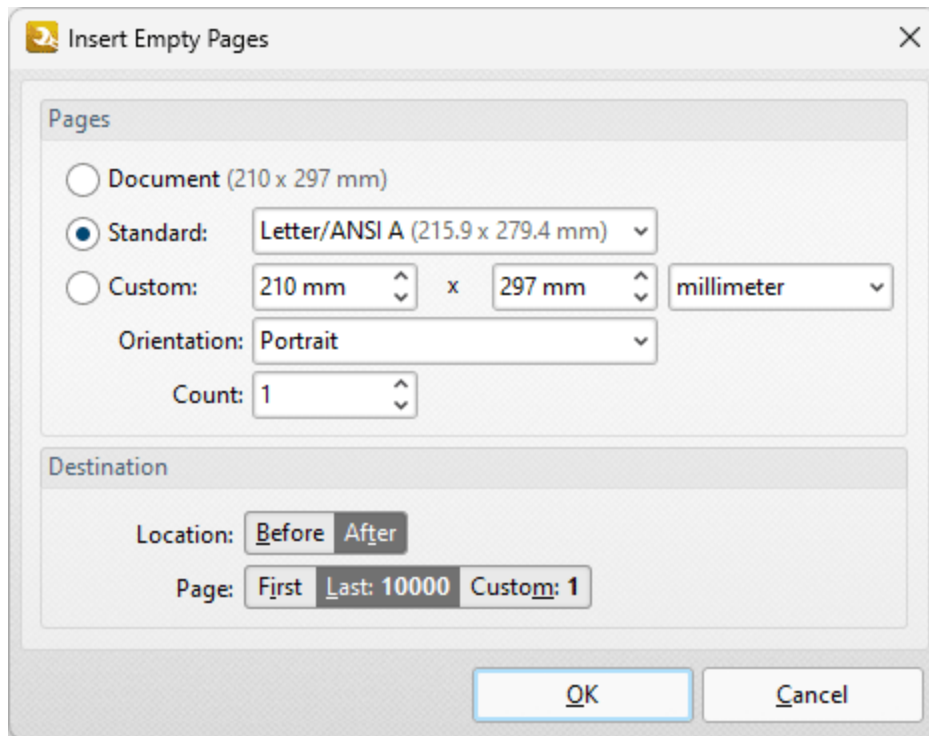 Insert Empty Pages
Pages
Document (210 x 297 mm)
Standard: Letter/ANSI A (215.9 x 279.4 mm)
Custom: 210 mm x 297 mm millimeter
Orientation: Portrait
Count: 1
Destination
Location: Before After
Page: First Last: 10000 Custom: 1
OK Cancel